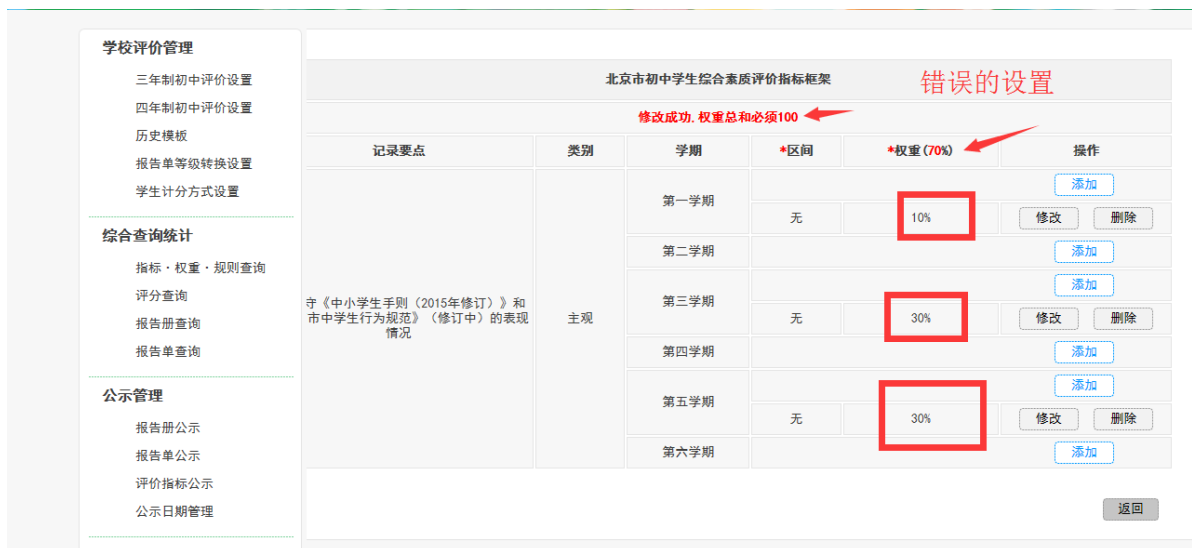 学校评价管理
三年制初中评价设置
四年制初中评价设置
历史模板
报告单等级转换设置
学生计分方式设置
综合查询统计
指标·权重·规则查询
评分查询
报告册查询
报告单查询
公示管理
报告册公示
报告单公示
评价指标公示
公示日期管理
北京市初中学生综合素质评价指标框架
错误的设置
修改成功,权重总和必须100
记录要点 类别 学期 *区间 *权重(70%) 操作
守《中小学生手则（2015年修订）》和
市中学生行为规范》（修订中）的表现
情况
主观
第一学期 添加
无 10% 修改 删除
第二学期 添加
第三学期 添加
无 30% 修改 删除
第四学期 添加
第五学期 添加
无 30% 修改 删除
第六学期 添加
返回